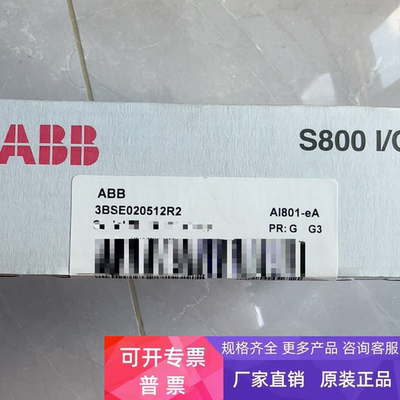 ABB
S800 I/O
ABB
3BSE020512R2
AI801-eA
PR: G G3
可开专票
普票
规格齐全 更多产品 咨询客服
厂家直销 原装正品